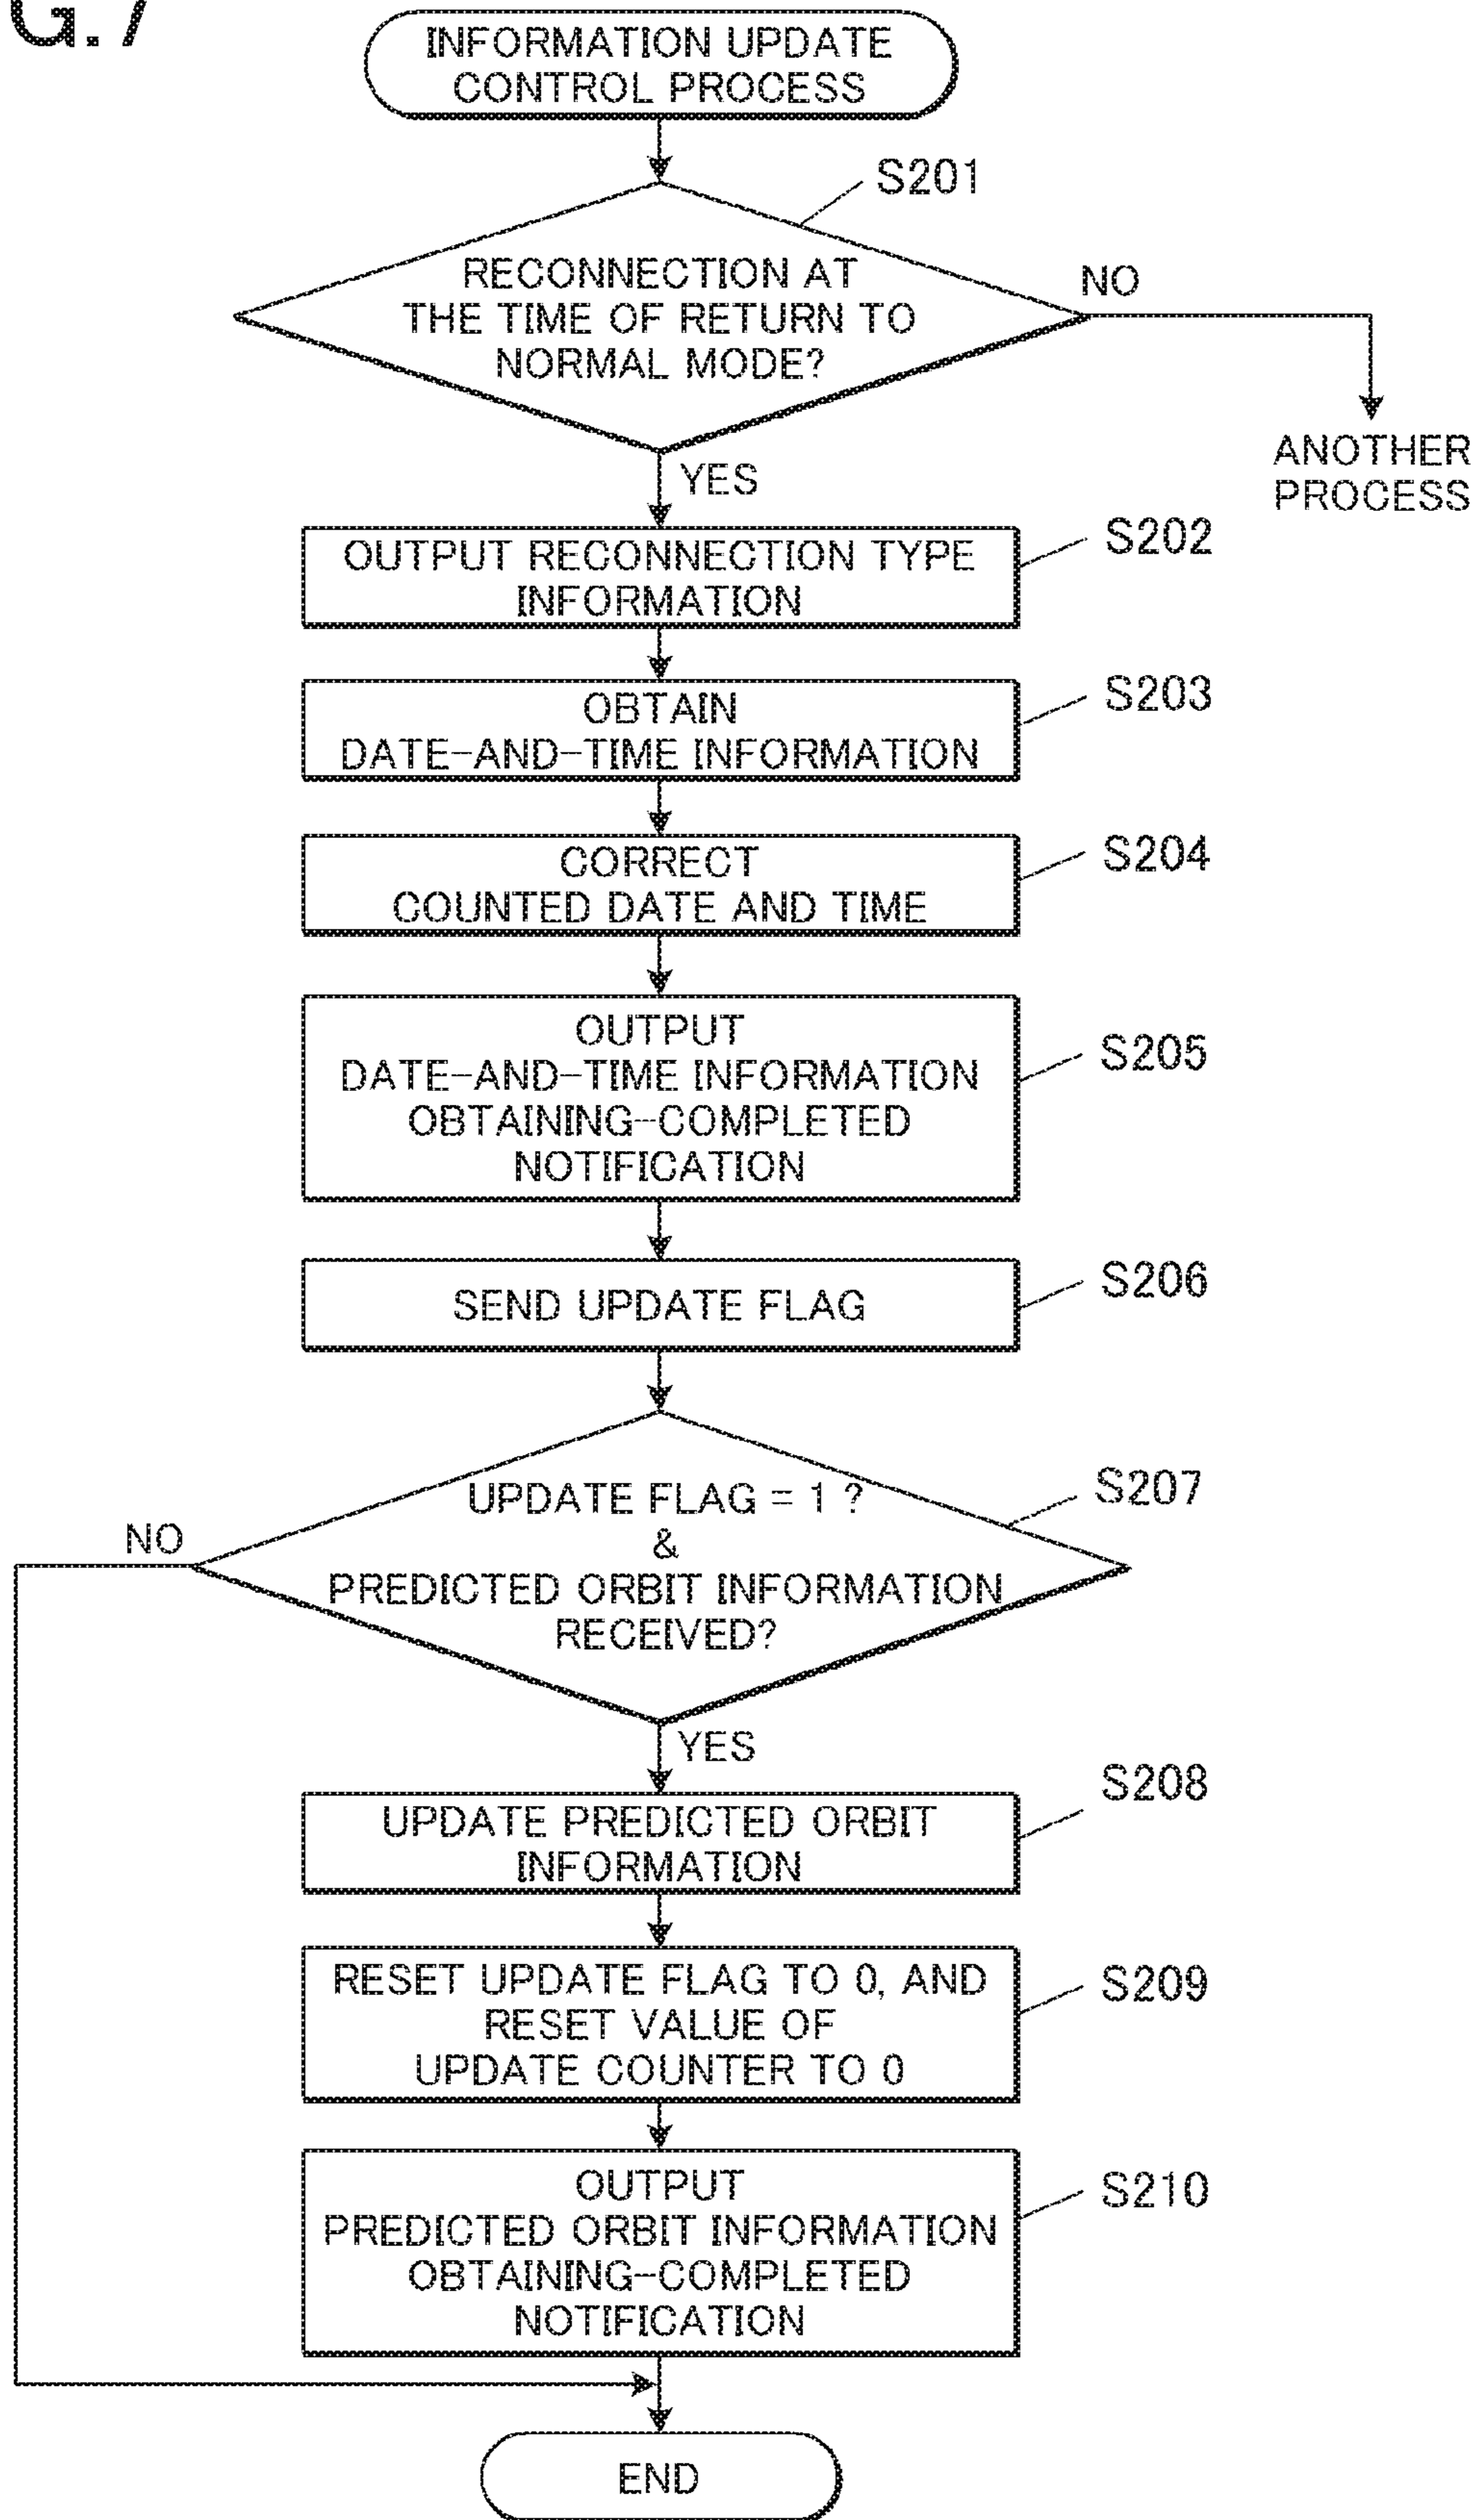 G.7
INFORMATION UPDATE
CONTROL PROCESS
S201
RECONNECTION AT
THE TIME OF RETURN TO
NORMAL MODE?
NO
ANOTHER
PROCESS
YES
OUTPUT RECONNECTION TYPE
INFORMATION
S202
OBTAIN
DATE-AND-TIME INFORMATION
S203
CORRECT
COUNTED DATE AND TIME
S204
OUTPUT
DATE-AND-TIME INFORMATION
OBTAINING-COMPLETED
NOTIFICATION
S205
SEND UPDATE FLAG
S206
UPDATE FLAG = 1 ?
&
PREDICTED ORBIT INFORMATION
RECEIVED?
S207
NO
YES
UPDATE PREDICTED ORBIT
INFORMATION
S208
RESET UPDATE FLAG TO 0, AND
RESET VALUE OF
UPDATE COUNTER TO 0
S209
OUTPUT
PREDICTED ORBIT INFORMATION
OBTAINING-COMPLETED
NOTIFICATION
S210
END